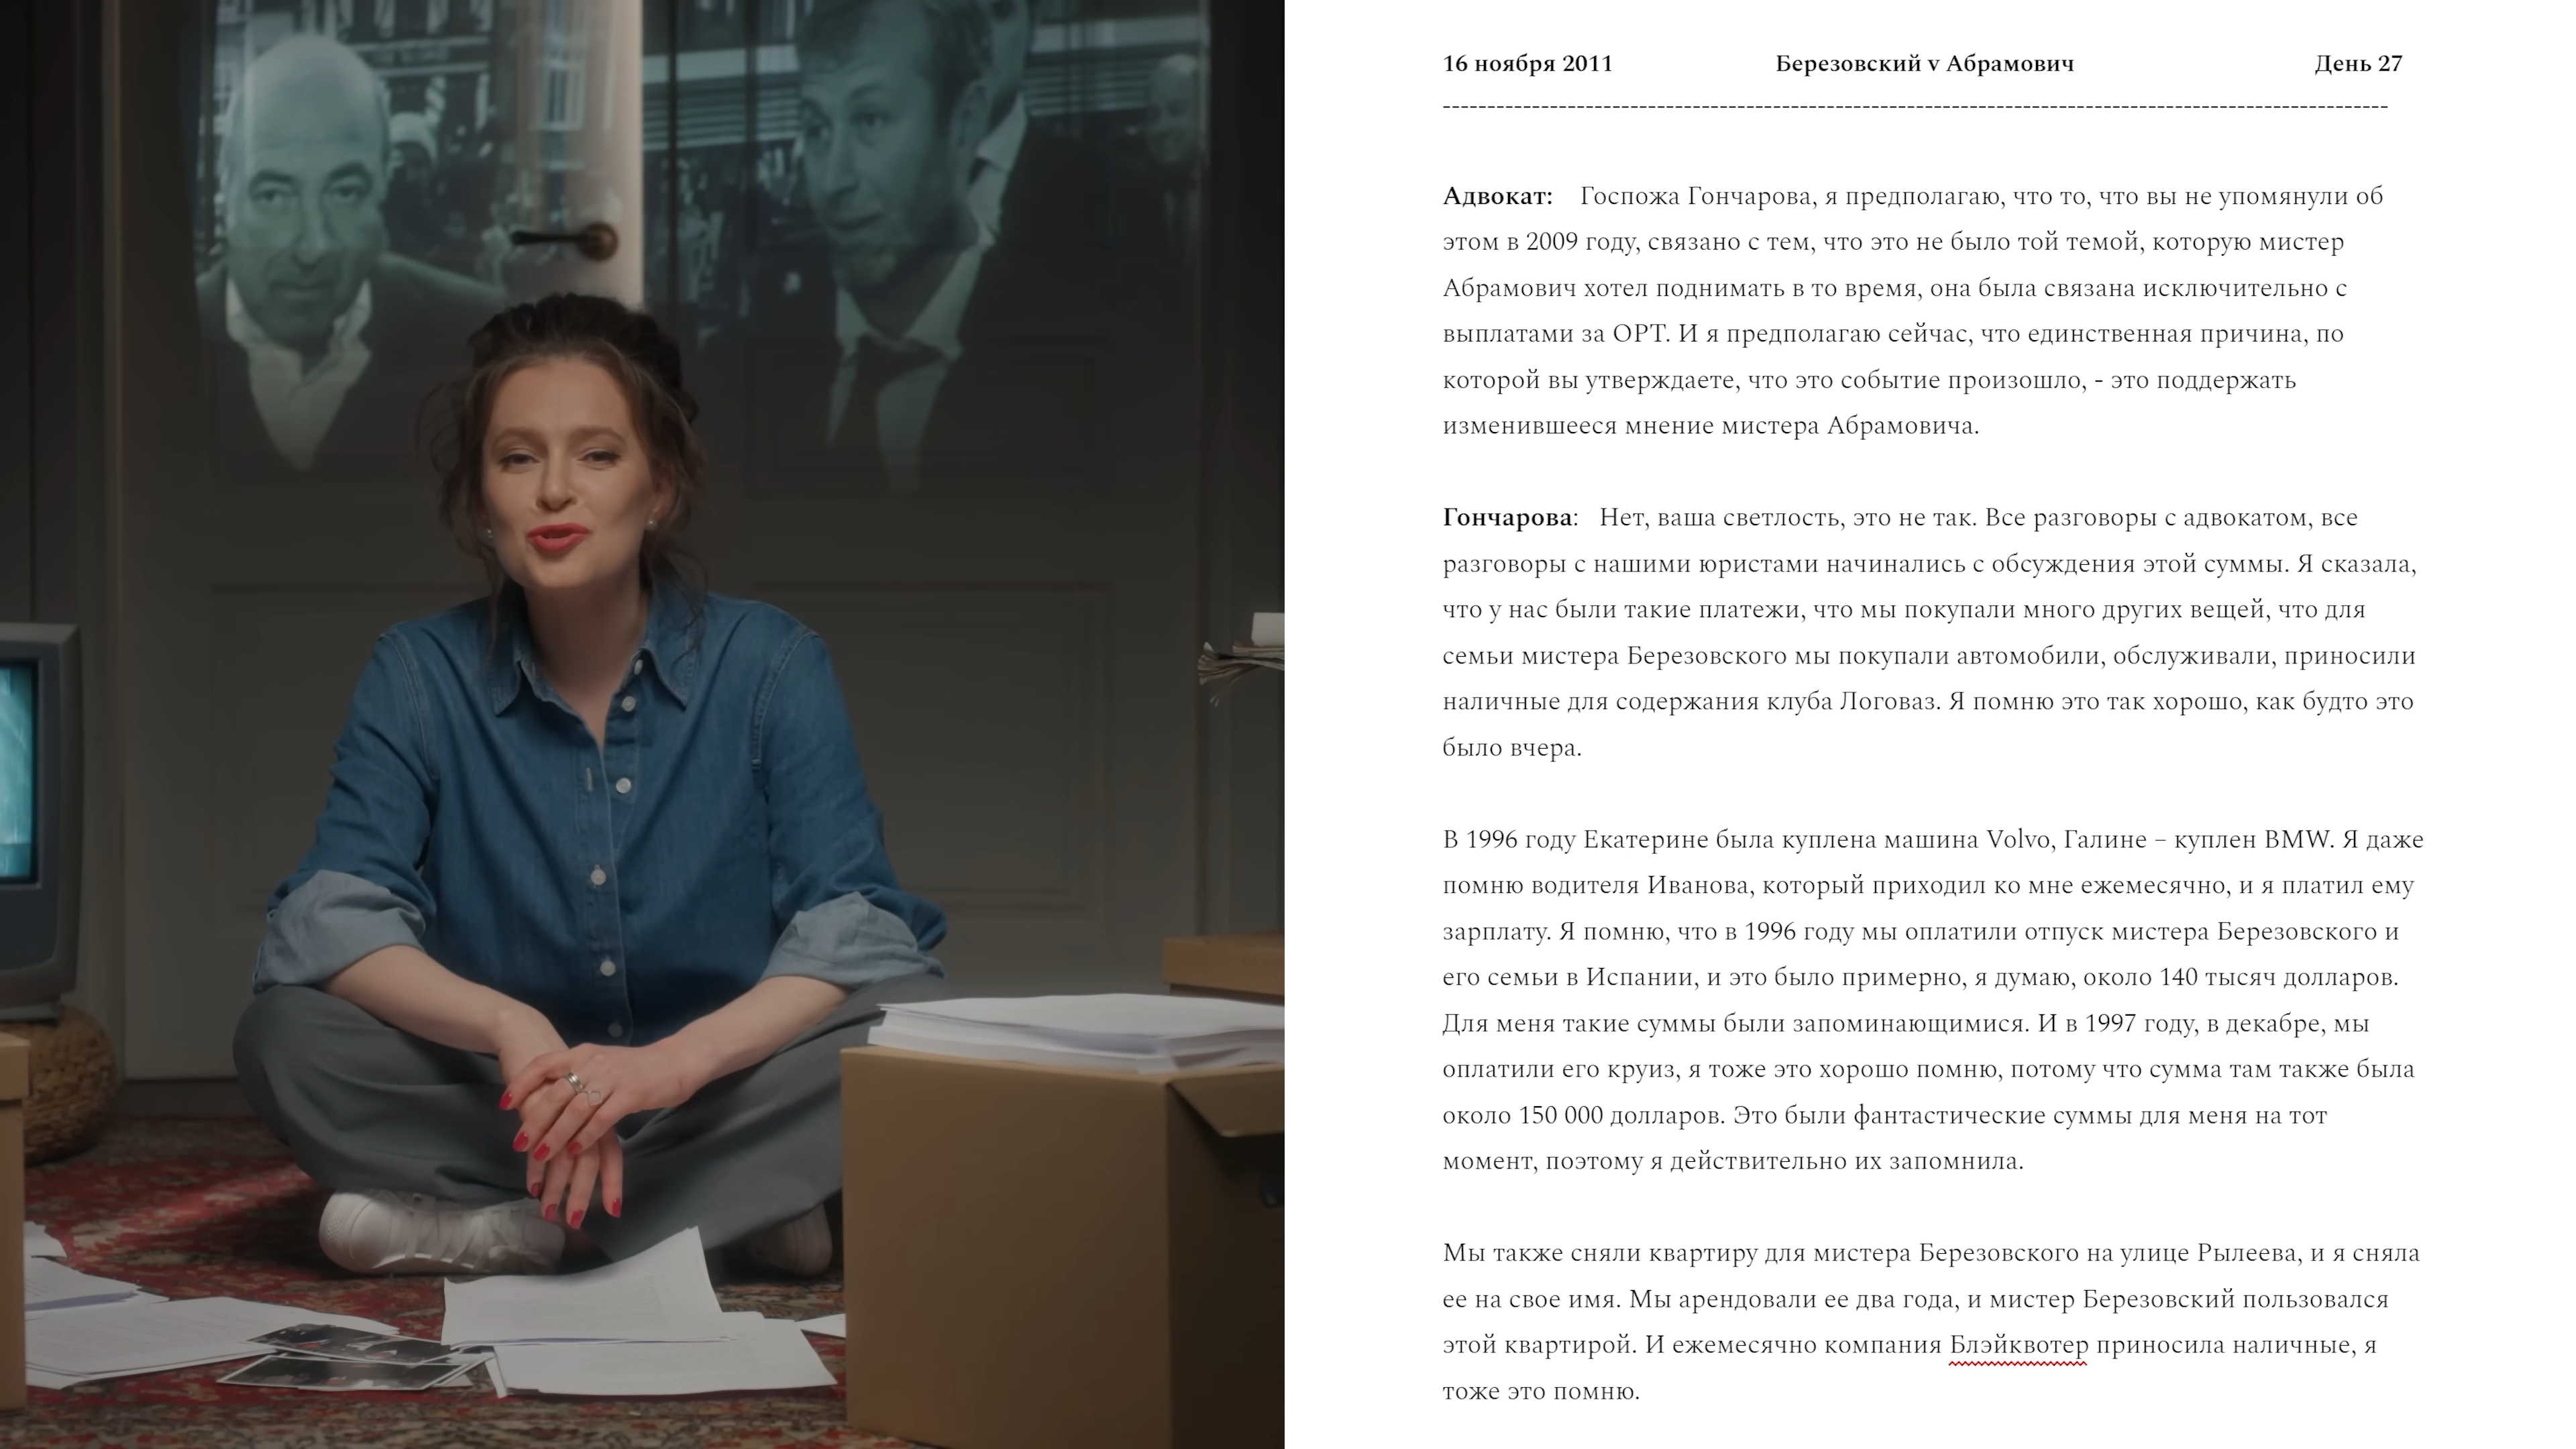 16 ноября 2011 Березовский v Абрамович День 27
--------------------------------------------------------------------------------------------------------------
Адвокат: Госпожа Гончарова, я предполагаю, что то, что вы не упомянули об
этом в 2009 году, связано с тем, что это не было той темой, которую мистер
Абрамович хотел поднимать в то время, она была связана исключительно с
выплатами за ОРТ. И я предполагаю сейчас, что единственная причина, по
которой вы утверждаете, что это событие произошло, - это поддержать
изменившееся мнение мистера Абрамовича.
Гончарова: Нет, ваша светлость, это не так. Все разговоры с адвокатом, все
разговоры с нашими юристами начинались с обсуждения этой суммы. Я сказала,
что у нас были такие платежи, что мы покупали много других вещей, что для
семьи мистера Березовского мы покупали автомобили, обслуживали, приносили
наличные для содержания клуба Логоваз. Я помню это так хорошо, как будто это
было вчера.
В 1996 году Екатерине была куплена машина Volvo, Галине – куплен BMW. Я даже
помню водителя Иванова, который приходил ко мне ежемесячно, и я платил ему
зарплату. Я помню, что в 1996 году мы оплатили отпуск мистера Березовского и
его семьи в Испании, и это было примерно, я думаю, около 140 тысяч долларов.
Для меня такие суммы были запоминающимися. И в 1997 году, в декабре, мы
оплатили его круиз, я тоже это хорошо помню, потому что сумма там также была
около 150 000 долларов. Это были фантастические суммы для меня на тот
момент, поэтому я действительно их запомнила.
Мы также сняли квартиру для мистера Березовского на улице Рылеева, и я сняла
ее на свое имя. Мы арендовали ее два года, и мистер Березовский пользовался
этой квартирой. И ежемесячно компания Блэйквотер приносила наличные, я
тоже это помню.